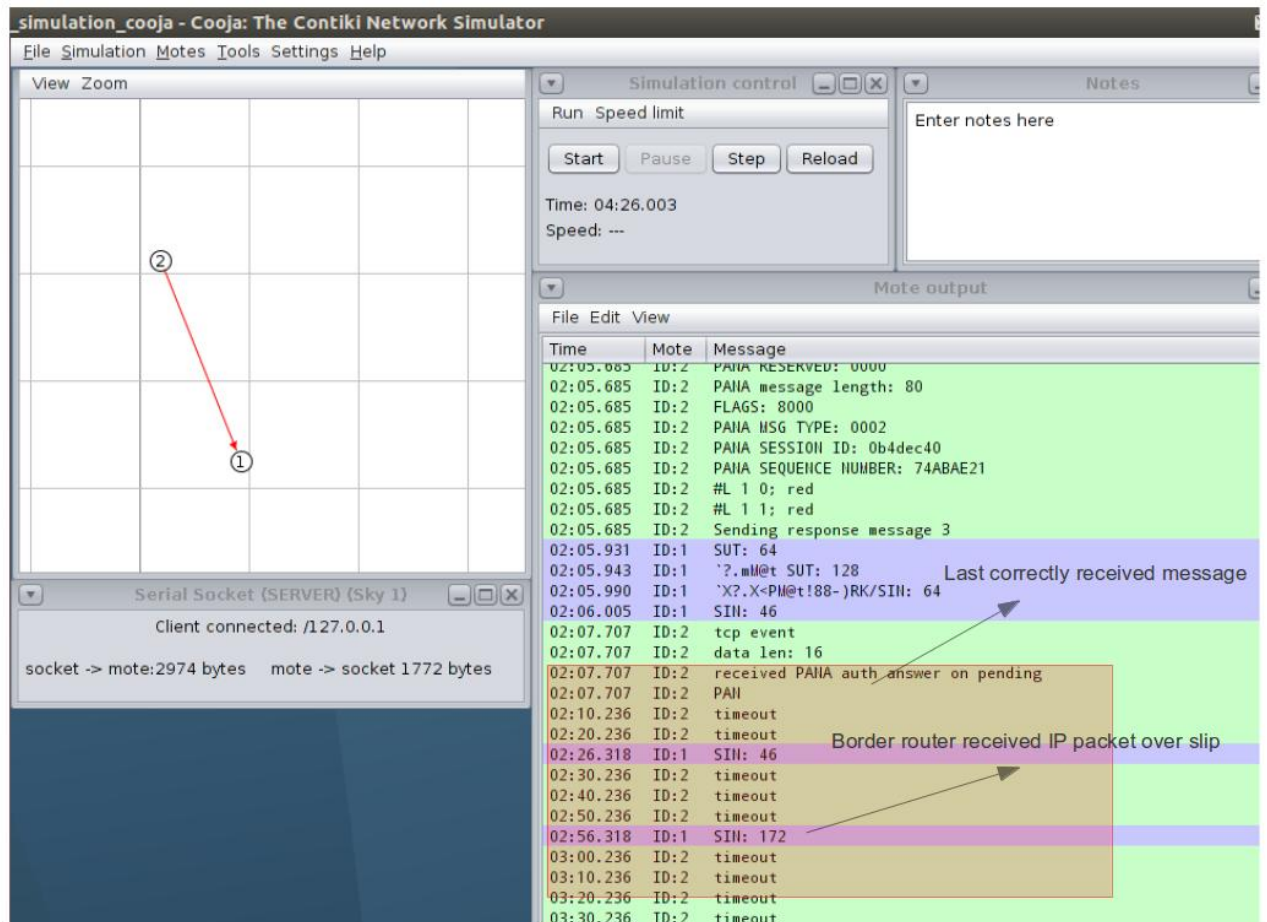 _simulation_cooja - Cooja: The Contiki Network Simulator
File Simulation Motes Tools Settings Help
View Zoom
2
1
Simulation control
Run Speed limit
Start Pause Step Reload
Time: 04:26.003
Speed: ---
Notes
Enter notes here
Serial Socket (SERVER) (Sky 1)
Client connected: /127.0.0.1
socket -> mote:2974 bytes mote -> socket 1772 bytes
Mote output
File Edit View
Time Mote Message
02:05.685 ID:2 PANA RESERVED: 0000
02:05.685 ID:2 PANA message length: 80
02:05.685 ID:2 FLAGS: 8000
02:05.685 ID:2 PANA MSG TYPE: 0002
02:05.685 ID:2 PANA SESSION ID: 0b4dec40
02:05.685 ID:2 PANA SEQUENCE NUMBER: 74ABAE21
02:05.685 ID:2 #L 1 0; red
02:05.685 ID:2 #L 1 1; red
02:05.685 ID:2 Sending response message 3
02:05.931 ID:1 SUT: 64
02:05.943 ID:1 `?.mM@t SUT: 128
02:05.990 ID:1 `X?.X<PM@t!88-)RK/SIN: 64
02:06.005 ID:1 SIN: 46
02:07.707 ID:2 tcp event
02:07.707 ID:2 data len: 16
02:07.707 ID:2 received PANA auth answer on pending
02:07.707 ID:2 PAN
02:10.236 ID:2 timeout
02:20.236 ID:2 timeout
02:26.318 ID:1 SIN: 46
02:30.236 ID:2 timeout
02:40.236 ID:2 timeout
02:50.236 ID:2 timeout
02:56.318 ID:1 SIN: 172
03:00.236 ID:2 timeout
03:10.236 ID:2 timeout
03:20.236 ID:2 timeout
03:30.236 ID:2 timeout
Last correctly received message
Border router received IP packet over slip